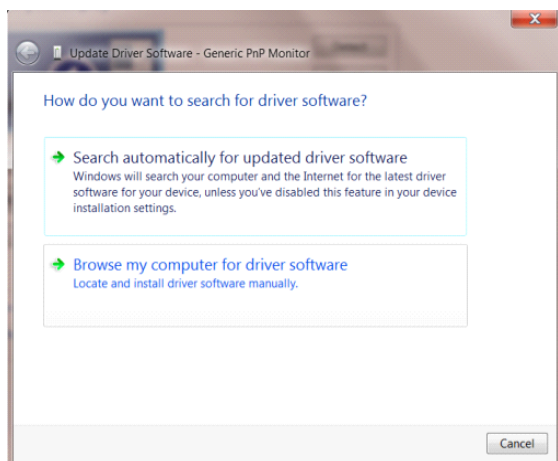 Update Driver Software - Generic PnP Monitor
How do you want to search for driver software?
Search automatically for updated driver software
Windows will search your computer and the Internet for the latest driver
software for your device, unless you've disabled this feature in your device
installation settings.
Browse my computer for driver software
Locate and install driver software manually.
Cancel